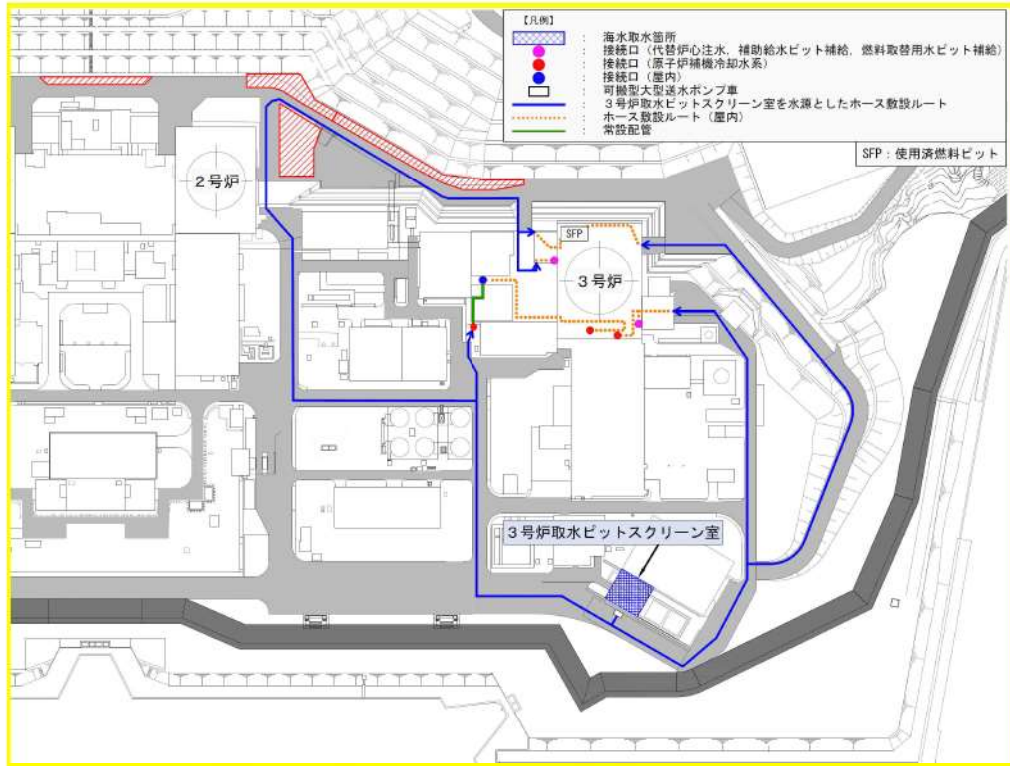 【凡例】
： 海水取水箇所
： 接続口（代替炉心注水，補助給水ピット補給，燃料取替用水ピット補給）
： 接続口（原子炉補機冷却水系）
： 接続口（屋内）
： 可搬型大型送水ポンプ車
： ３号炉取水ピットスクリーン室を水源としたホース敷設ルート
： ホース敷設ルート（屋内）
： 常設配管
SFP：使用済燃料ピット
２号炉
SFP
３号炉
３号炉取水ピットスクリーン室